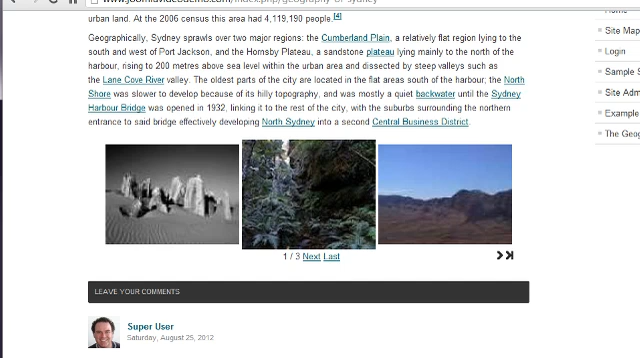 urban land. At the 2006 census this area had 4,119,190 people.[4]
Geographically, Sydney sprawls over two major regions: the Cumberland Plain, a relatively flat region lying to the
south and west of Port Jackson, and the Hornsby Plateau, a sandstone plateau lying mainly to the north of the
harbour, rising to 200 metres above sea level within the urban area and dissected by steep valleys such as
the Lane Cove River valley. The oldest parts of the city are located in the flat areas south of the harbour; the North
Shore was slower to develop because of its hilly topography, and was mostly a quiet backwater until the Sydney
Harbour Bridge was opened in 1932, linking it to the rest of the city, with the suburbs surrounding the northern
entrance to said bridge effectively developing North Sydney into a second Central Business District.
Site Map
Login
Sample S
Site Adm
Example
The Geog
1 / 3 Next Last
LEAVE YOUR COMMENTS
Super User
Saturday, August 25, 2012